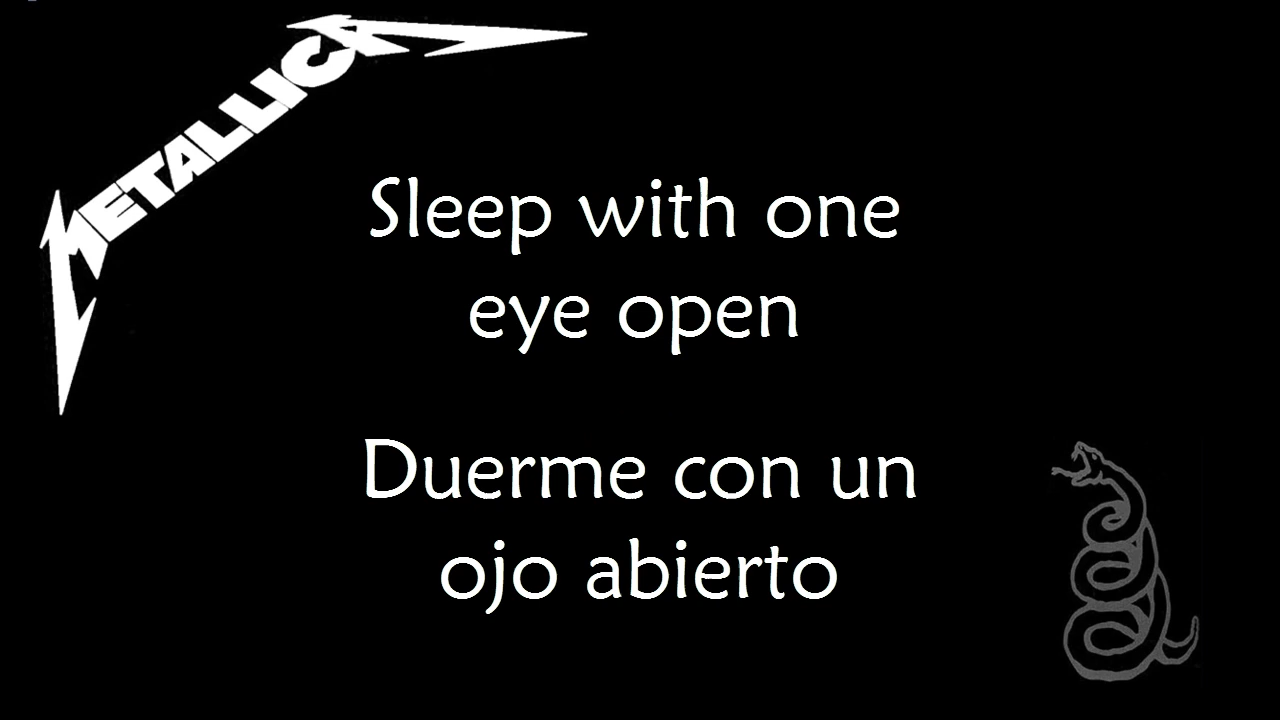 METALLICA
Sleep with one
eye open
Duerme con un
ojo abierto